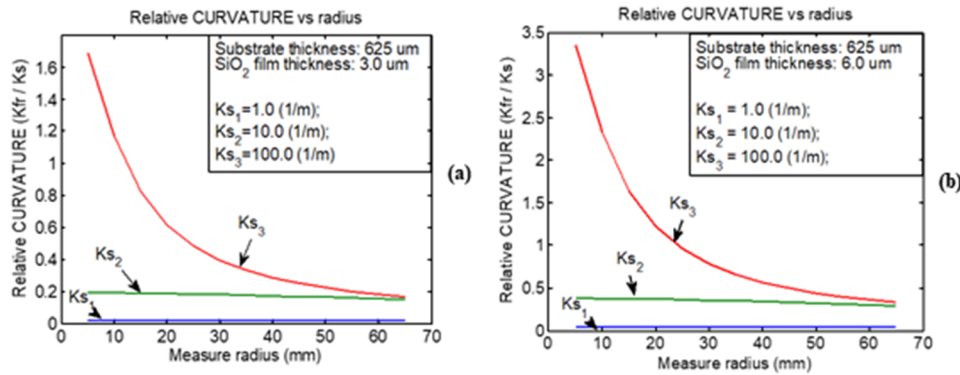 Relative CURVATURE vs radius
Relative CURVATURE (Kfr / Ks)
1.6
1.4
1.2
1
0.8
0.6
0.4
0.2
0
Substrate thickness: 625 um
SiO2 film thickness: 3.0 um
Ks1=1.0 (1/m);
Ks2=10.0 (1/m);
Ks3=100.0 (1/m)
Ks3
Ks2
Ks1
0 10 20 30 40 50 60 70
Measure radius (mm)
(a)
Relative CURVATURE vs radius
Relative CURVATURE (Kfr / Ks)
3.5
3
2.5
2
1.5
1
0.5
0
Substrate thickness: 625 um
SiO2 film thickness: 6.0 um
Ks1 = 1.0 (1/m);
Ks2 = 10.0 (1/m);
Ks3 = 100.0 (1/m);
Ks3
Ks2
Ks1
0 10 20 30 40 50 60 70
Measure radius (mm)
(b)